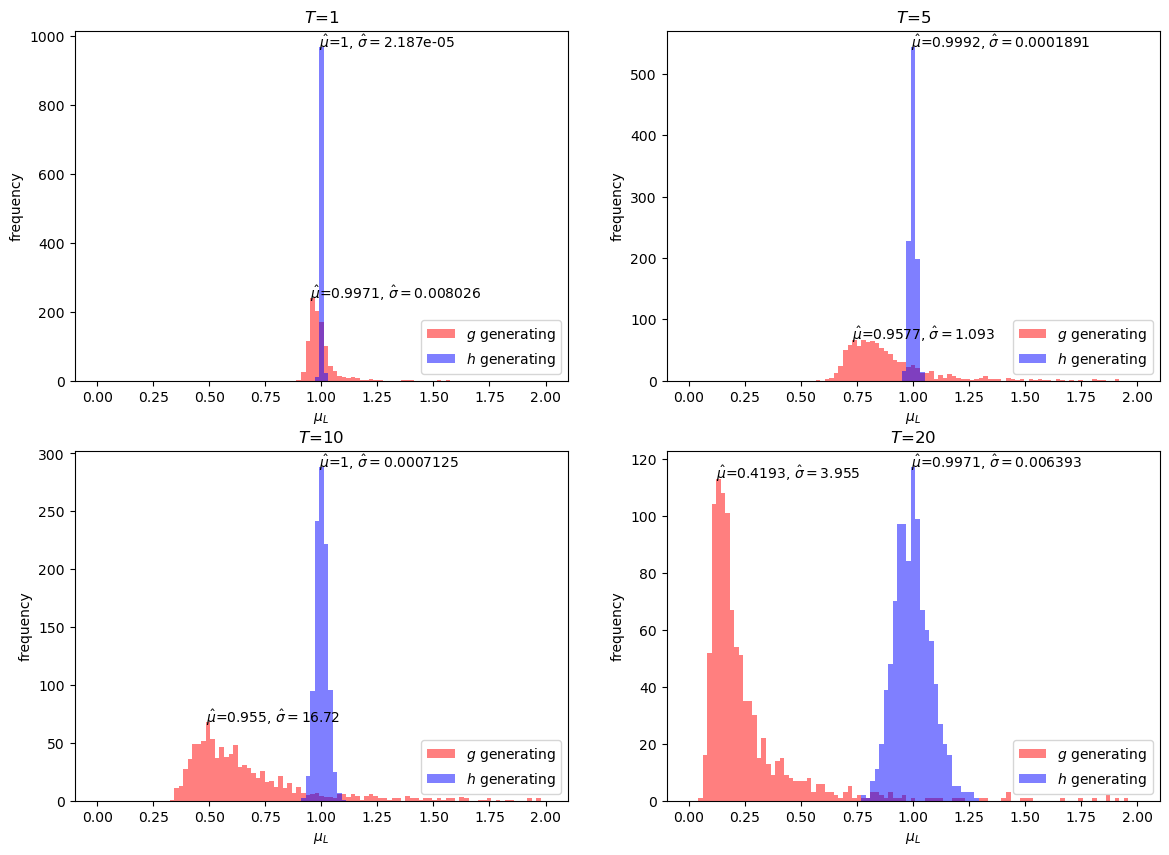 T=1
1000
800
600
400
200
0
frequency
μ̂=1, σ̂ = 2.187e-05
μ̂=0.9971, σ̂ = 0.008026
g generating
h generating
0.00 0.25 0.50 0.75 1.00 1.25 1.50 1.75 2.00
μ_L
T=5
500
400
300
200
100
0
frequency
μ̂=0.9992, σ̂ = 0.0001891
μ̂=0.9577, σ̂ = 1.093
g generating
h generating
0.00 0.25 0.50 0.75 1.00 1.25 1.50 1.75 2.00
μ_L
T=10
300
250
200
150
100
50
0
frequency
μ̂=1, σ̂ = 0.0007125
μ̂=0.955, σ̂ = 16.72
g generating
h generating
0.00 0.25 0.50 0.75 1.00 1.25 1.50 1.75 2.00
μ_L
T=20
120
100
80
60
40
20
0
frequency
μ̂=0.9971, σ̂ = 0.006393
μ̂=0.4193, σ̂ = 3.955
g generating
h generating
0.00 0.25 0.50 0.75 1.00 1.25 1.50 1.75 2.00
μ_L